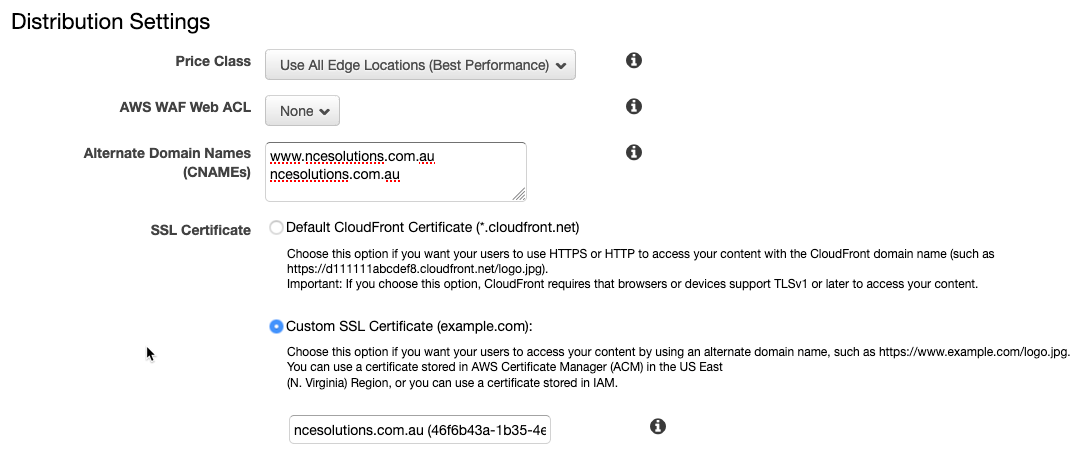 Distribution Settings
Price Class Use All Edge Locations (Best Performance)
AWS WAF Web ACL None
Alternate Domain Names
(CNAMEs)
www.ncesolutions.com.au
ncesolutions.com.au
SSL Certificate Default CloudFront Certificate (*.cloudfront.net)
Choose this option if you want your users to use HTTPS or HTTP to access your content with the CloudFront domain name (such as
https://d111111abcdef8.cloudfront.net/logo.jpg).
Important: If you choose this option, CloudFront requires that browsers or devices support TLSv1 or later to access your content.
Custom SSL Certificate (example.com):
Choose this option if you want your users to access your content by using an alternate domain name, such as https://www.example.com/logo.jpg.
You can use a certificate stored in AWS Certificate Manager (ACM) in the US East
(N. Virginia) Region, or you can use a certificate stored in IAM.
ncesolutions.com.au (46f6b43a-1b35-4e